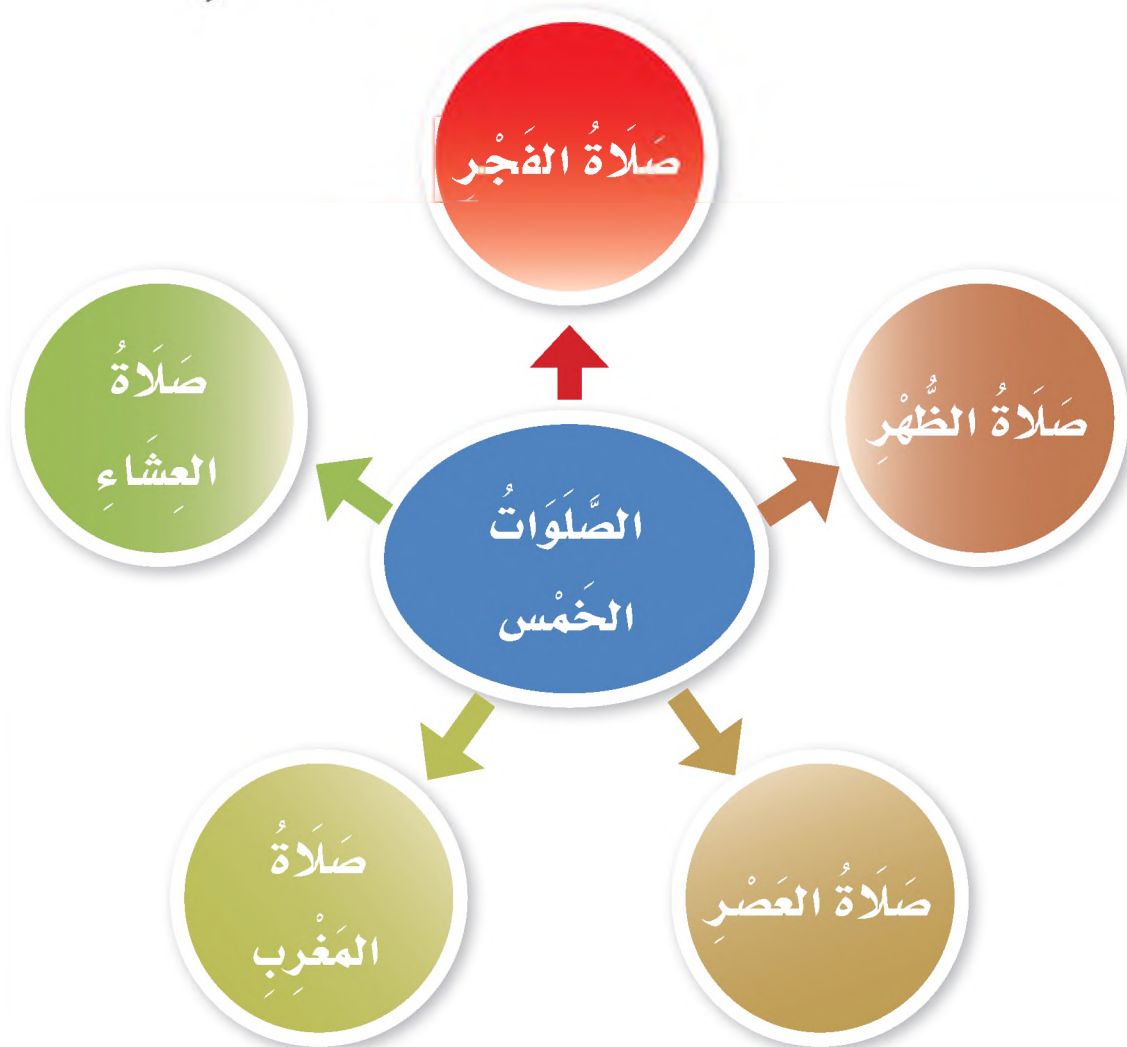 صَلَاةُ الفَجْرِ
صَلَاةُ الظُّهْرِ
صَلَاةُ
العِشَاءِ
الصَّلَوَاتُ
الخَمْس
صَلَاةُ العَصْرِ
صَلَاةُ
المَغْرِبِ